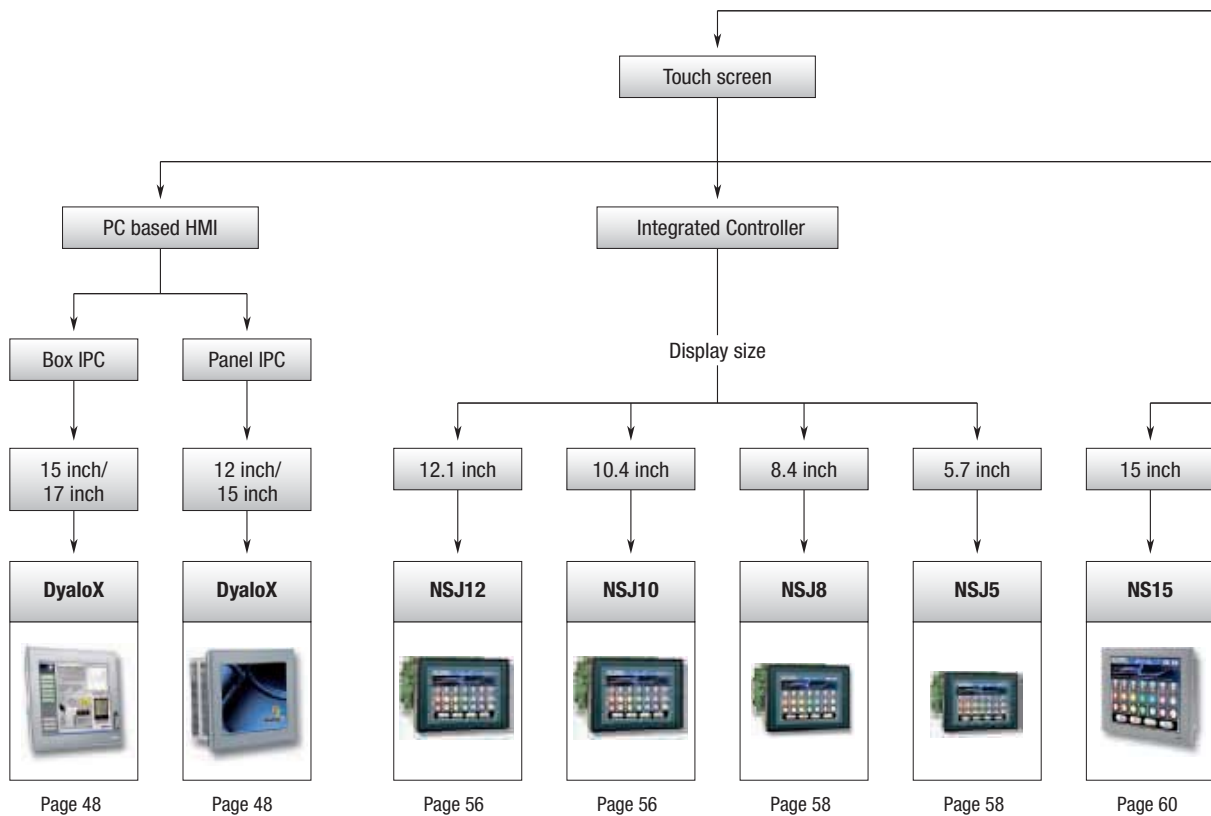 Touch screen
PC based HMI
Integrated Controller
Box IPC
Panel IPC
Display size
15 inch/
17 inch
12 inch/
15 inch
12.1 inch
10.4 inch
8.4 inch
5.7 inch
15 inch
DyaloX
DyaloX
NSJ12
NSJ10
NSJ8
NSJ5
NS15
Page 48
Page 48
Page 56
Page 56
Page 58
Page 58
Page 60